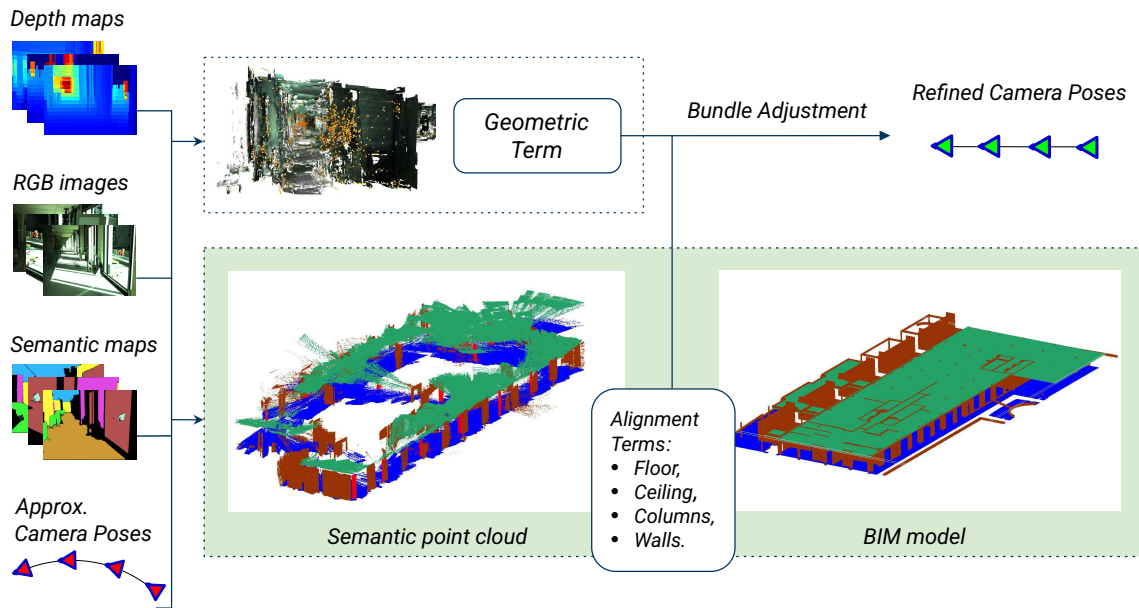 Depth maps
RGB images
Semantic maps
Approx.
Camera Poses
Geometric
Term
Bundle Adjustment
Refined Camera Poses
Semantic point cloud
Alignment
Terms:
• Floor,
• Ceiling,
• Columns,
• Walls.
BIM model